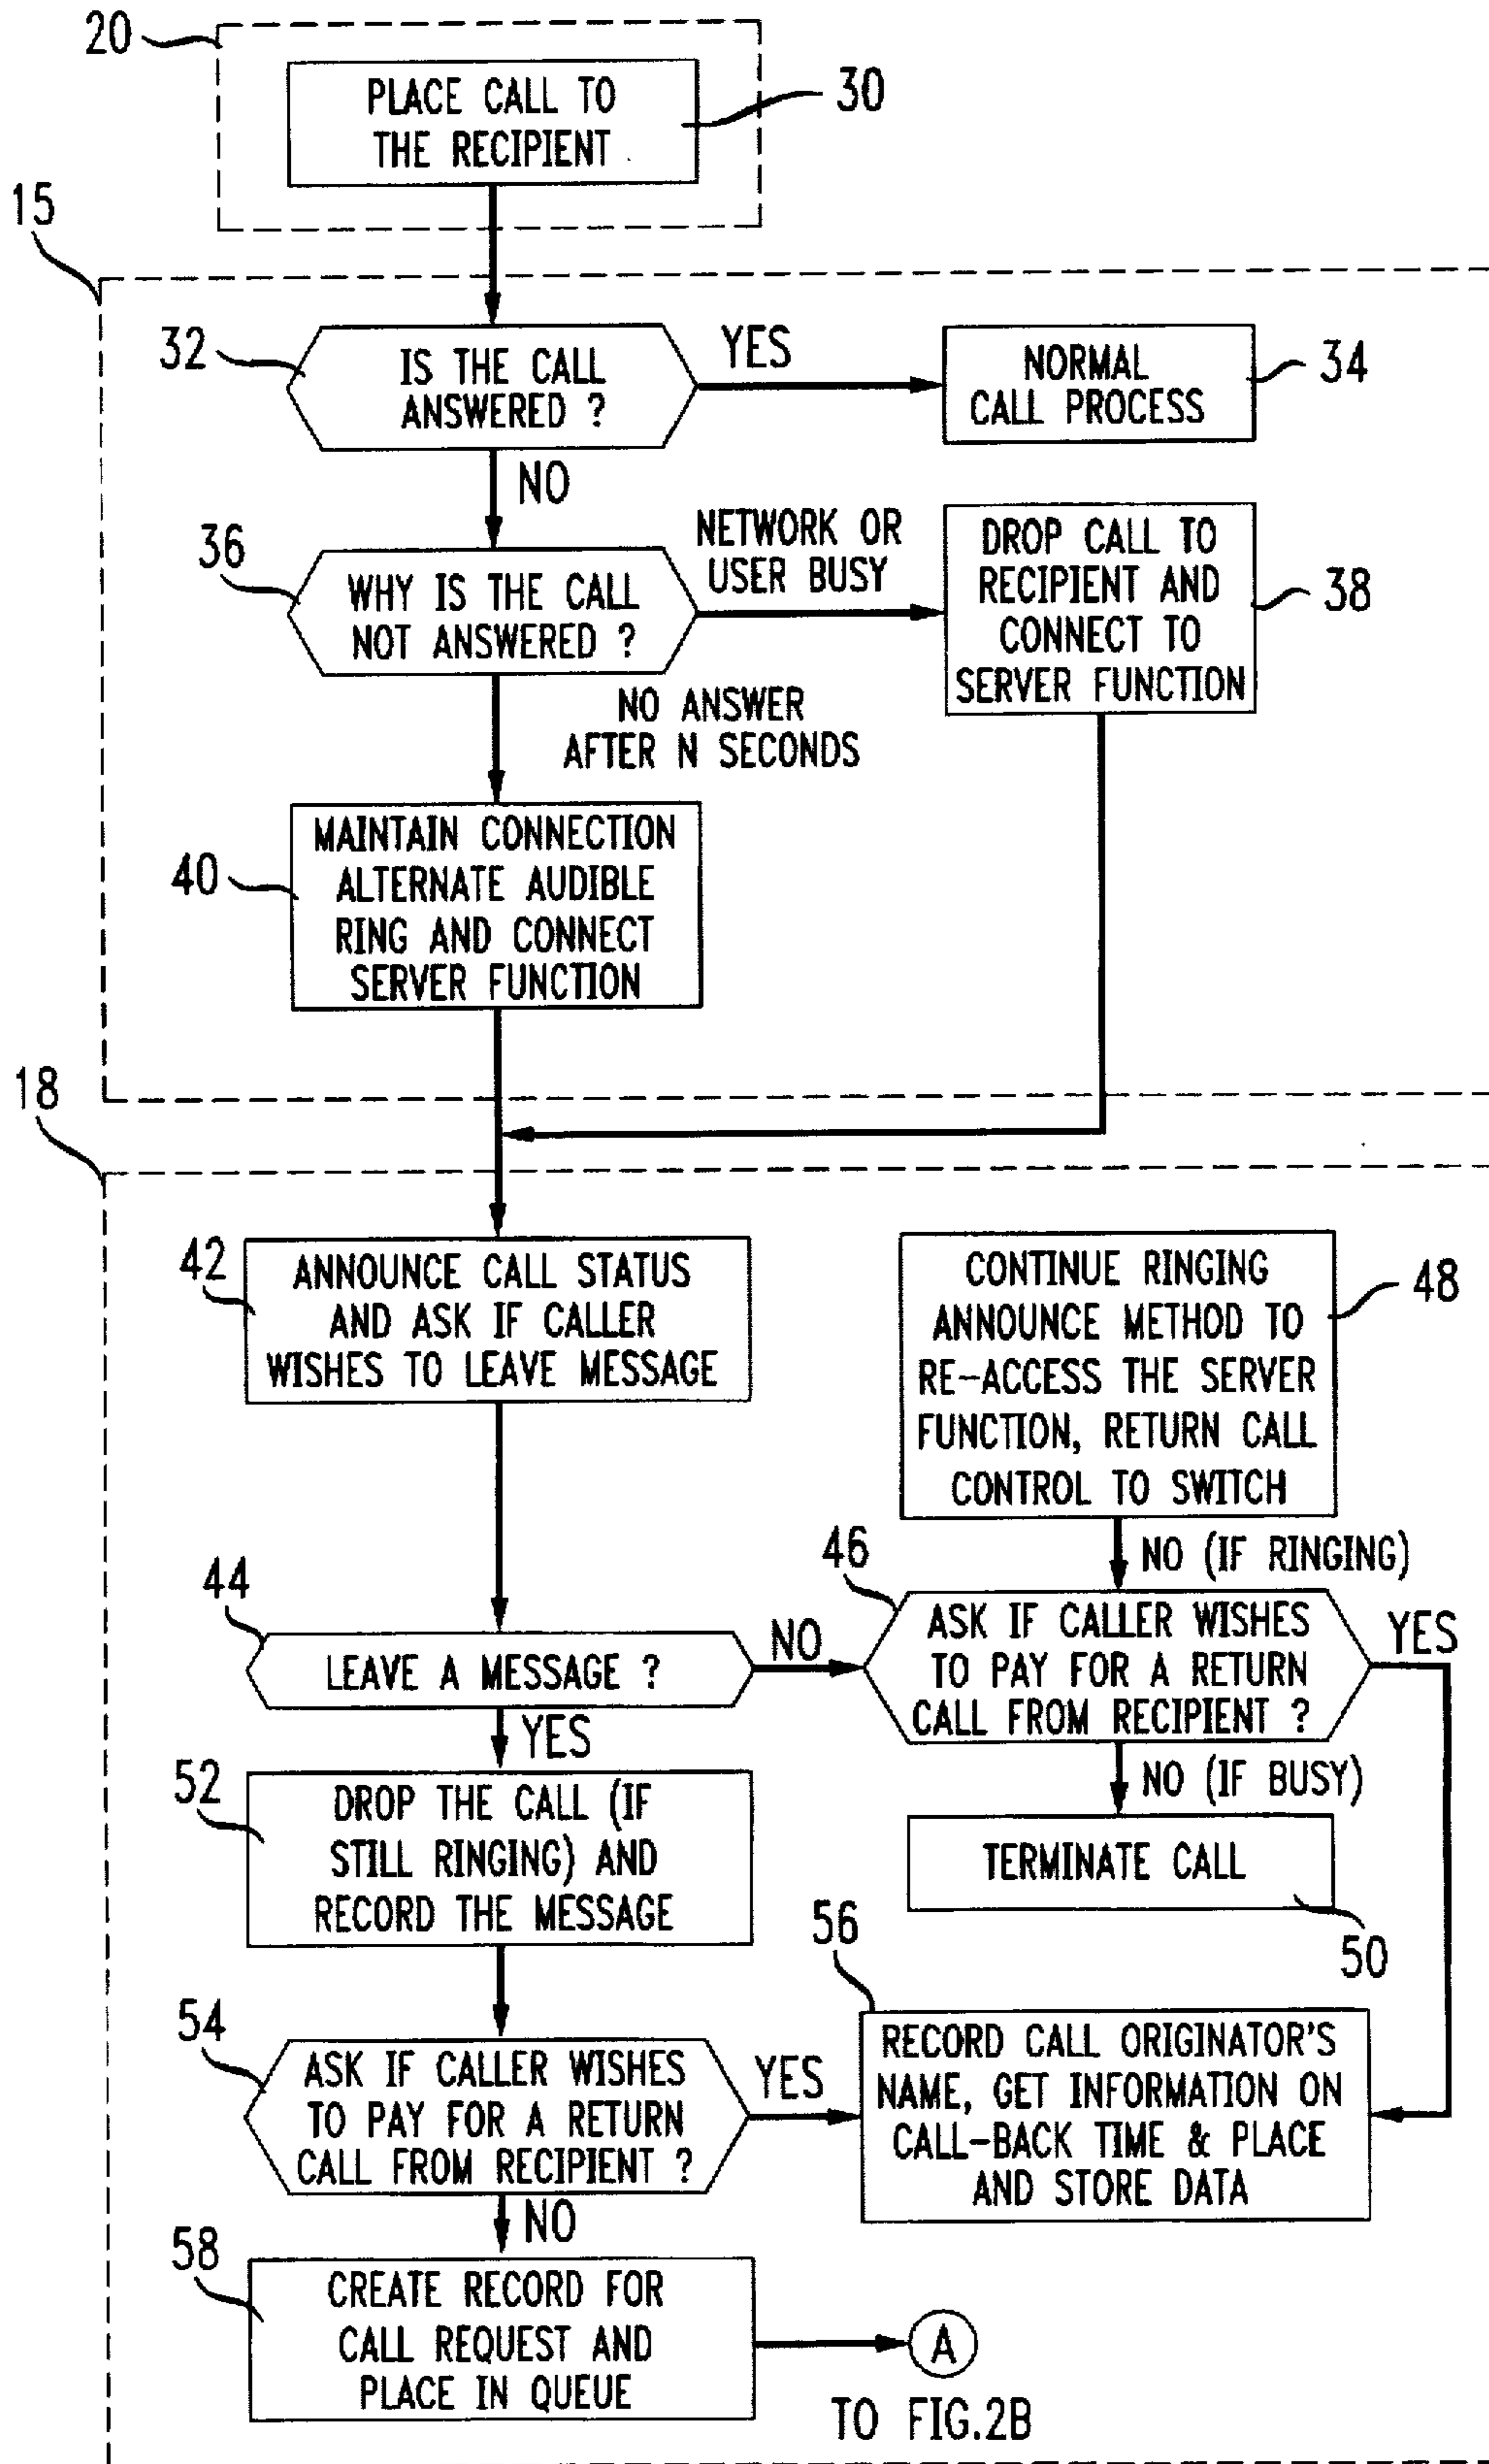 20
PLACE CALL TO
THE RECIPIENT
30
15
32
IS THE CALL
ANSWERED ?
YES
NORMAL
CALL PROCESS
34
NO
36
WHY IS THE CALL
NOT ANSWERED ?
NETWORK OR
USER BUSY
DROP CALL TO
RECIPIENT AND
CONNECT TO
SERVER FUNCTION
38
NO ANSWER
AFTER N SECONDS
40
MAINTAIN CONNECTION
ALTERNATE AUDIBLE
RING AND CONNECT
SERVER FUNCTION
18
42
ANNOUNCE CALL STATUS
AND ASK IF CALLER
WISHES TO LEAVE MESSAGE
CONTINUE RINGING
ANNOUNCE METHOD TO
RE-ACCESS THE SERVER
FUNCTION, RETURN CALL
CONTROL TO SWITCH
48
NO (IF RINGING)
44
LEAVE A MESSAGE ?
NO
46
ASK IF CALLER WISHES
TO PAY FOR A RETURN
CALL FROM RECIPIENT ?
YES
YES
NO (IF BUSY)
52
DROP THE CALL (IF
STILL RINGING) AND
RECORD THE MESSAGE
TERMINATE CALL
50
54
ASK IF CALLER WISHES
TO PAY FOR A RETURN
CALL FROM RECIPIENT ?
YES
56
RECORD CALL ORIGINATOR'S
NAME, GET INFORMATION ON
CALL-BACK TIME & PLACE
AND STORE DATA
NO
58
CREATE RECORD FOR
CALL REQUEST AND
PLACE IN QUEUE
A
TO FIG.2B